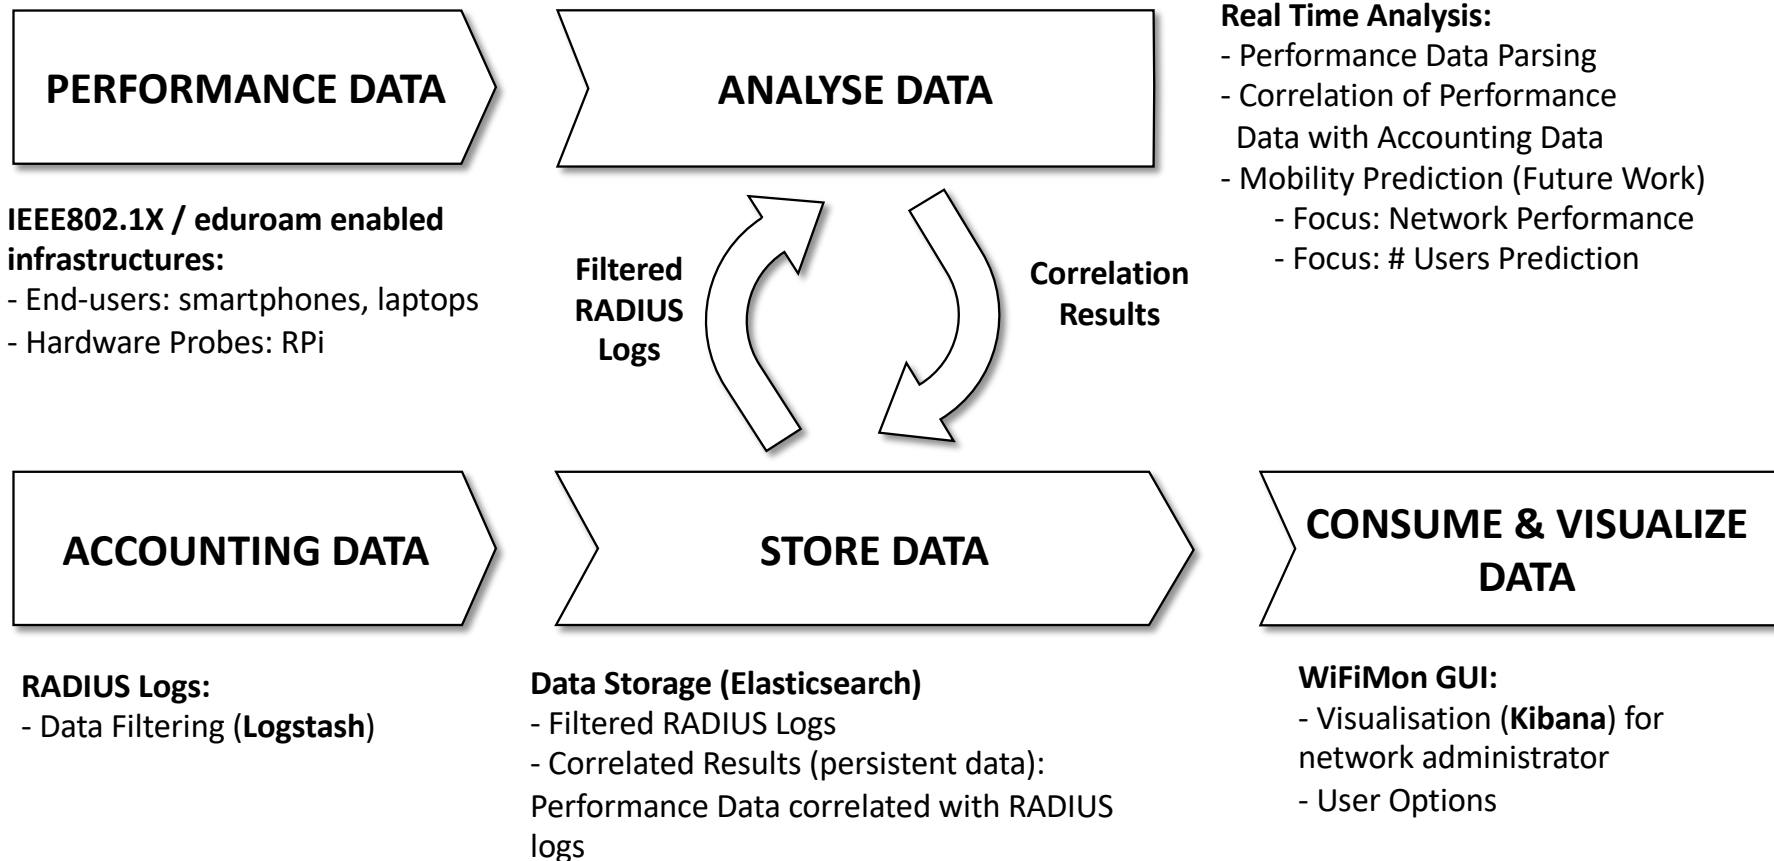 PERFORMANCE DATA
IEEE802.1X / eduroam enabled
infrastructures:
- End-users: smartphones, laptops
- Hardware Probes: RPi
ANALYSE DATA
Real Time Analysis:
- Performance Data Parsing
- Correlation of Performance
Data with Accounting Data
- Mobility Prediction (Future Work)
- Focus: Network Performance
- Focus: # Users Prediction
Filtered
RADIUS
Logs
Correlation
Results
ACCOUNTING DATA
RADIUS Logs:
- Data Filtering (Logstash)
STORE DATA
Data Storage (Elasticsearch)
- Filtered RADIUS Logs
- Correlated Results (persistent data):
Performance Data correlated with RADIUS
logs
CONSUME & VISUALIZE
DATA
WiFiMon GUI:
- Visualisation (Kibana) for
network administrator
- User Options